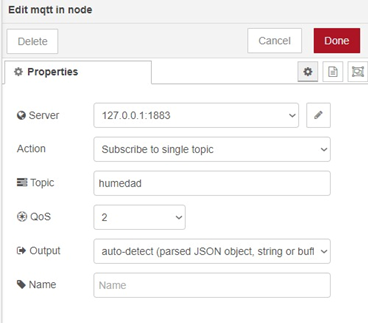 Edit mqtt in node
Delete
Cancel
Done
Properties
Server
127.0.0.1:1883
Action
Subscribe to single topic
Topic
humedad
QoS
2
Output
auto-detect (parsed JSON object, string or buff
Name
Name